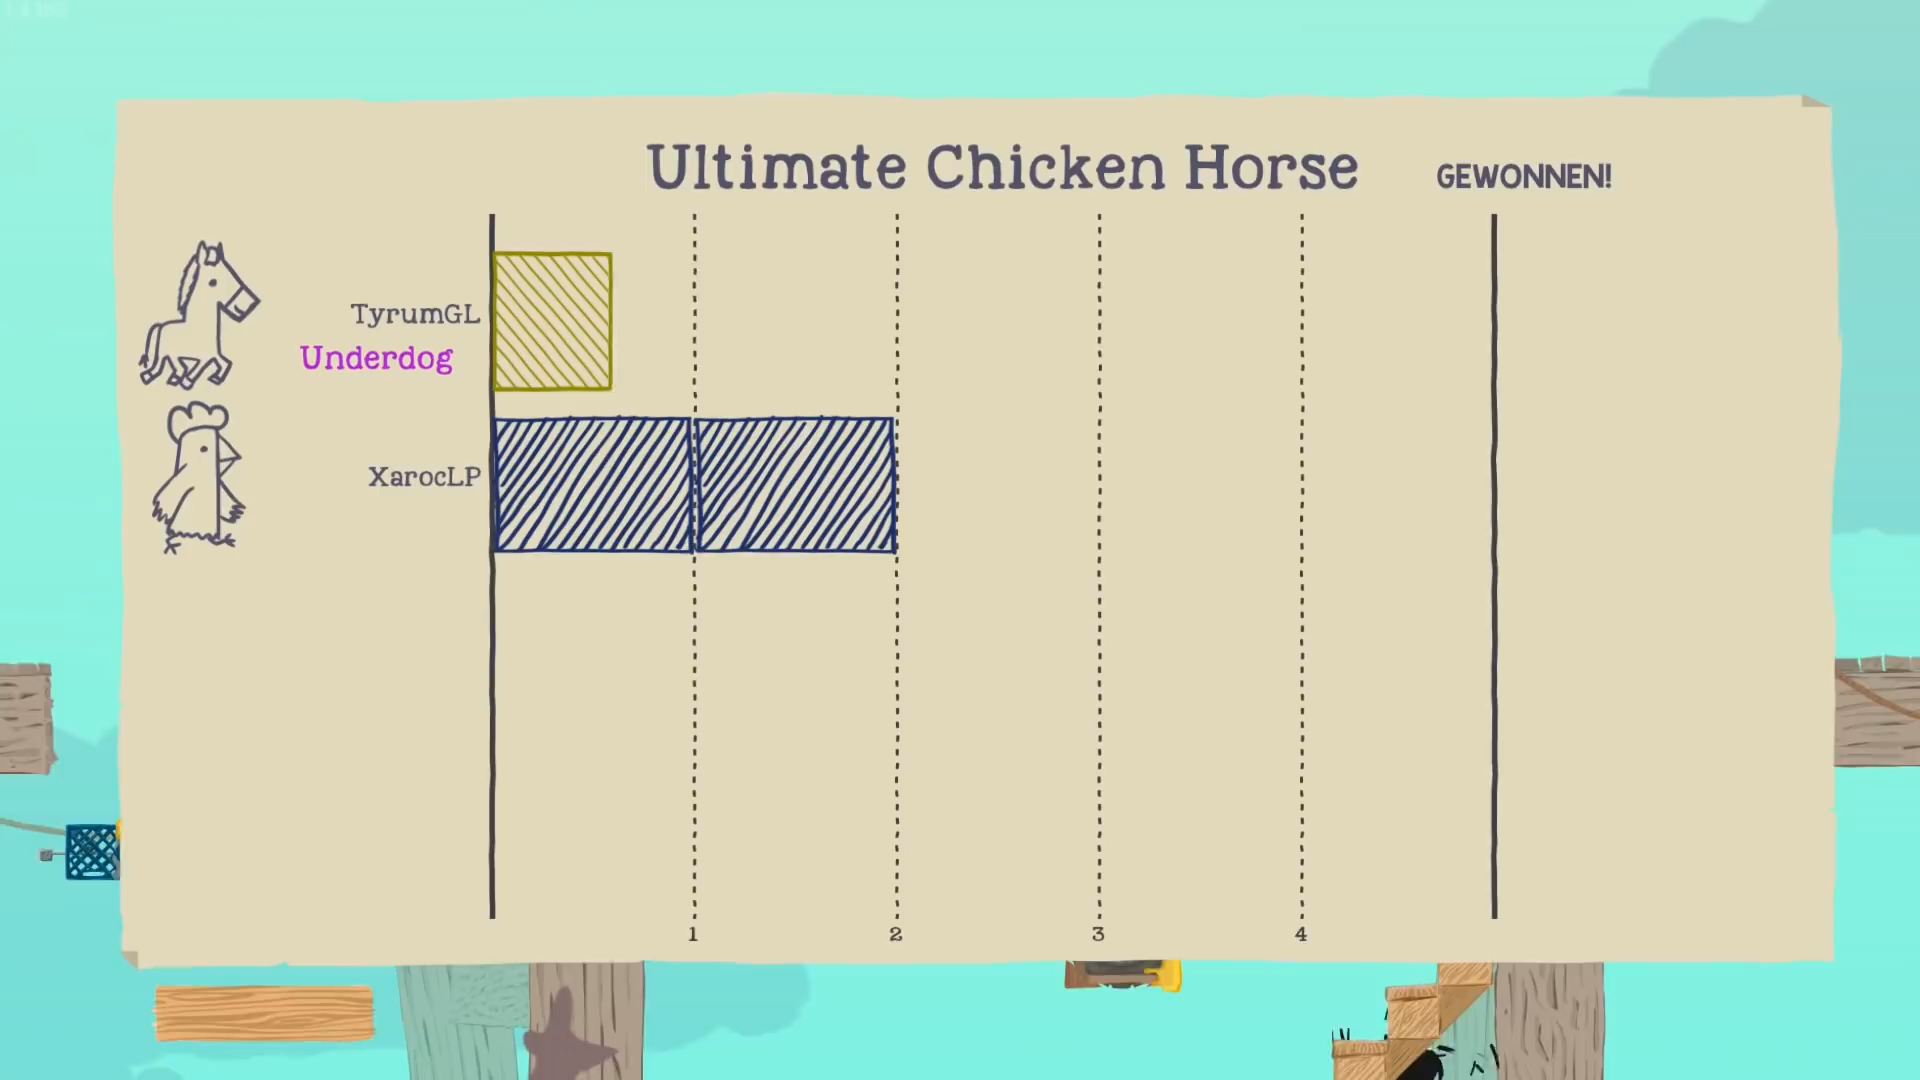 Ultimate Chicken Horse
GEWONNEN!
TyrumGL
Underdog
XarocLP
1 2 3 4